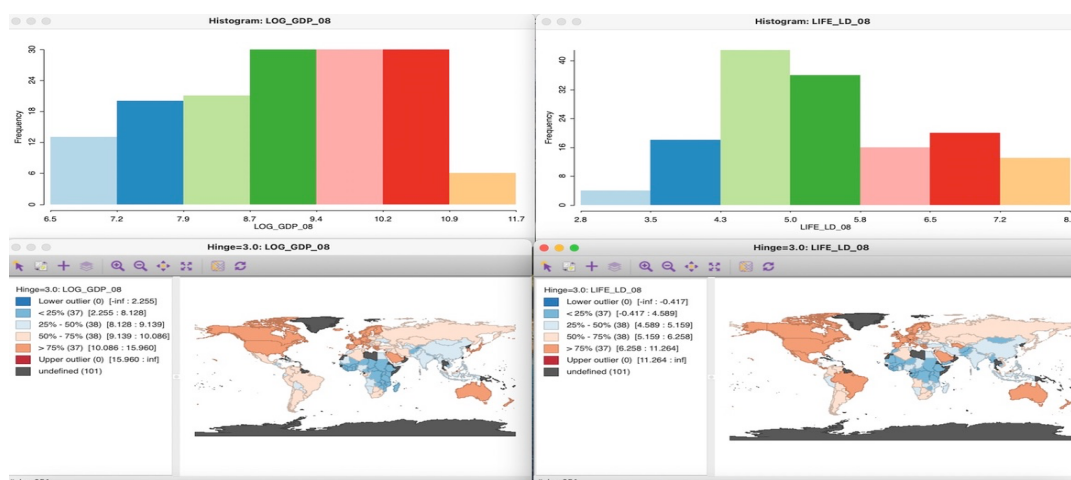 Histogram: LOG_GDP_08
30
24
18
12
6
0
Frequency
6.5 7.2 7.9 8.7 9.4 10.2 10.9 11.7
LOG_GDP_08
Histogram: LIFE_LD_08
40
32
24
16
8
0
Frequency
2.8 3.5 4.3 5.0 5.8 6.5 7.2 8.
LIFE_LD_08
Hinge=3.0: LOG_GDP_08
Hinge=3.0: LOG_GDP_08
Lower outlier (0) [-inf : 2.255]
< 25% (37) [2.255 : 8.128]
25% - 50% (38) [8.128 : 9.139]
50% - 75% (38) [9.139 : 10.086]
> 75% (37) [10.086 : 15.960]
Upper outlier (0) [15.960 : inf]
undefined (101)
Hinge=3.0: LIFE_LD_08
Hinge=3.0: LIFE_LD_08
Lower outlier (0) [-inf : -0.417]
< 25% (37) [-0.417 : 4.589]
25% - 50% (38) [4.589 : 5.159]
50% - 75% (38) [5.159 : 6.258]
> 75% (37) [6.258 : 11.264]
Upper outlier (0) [11.264 : inf]
undefined (101)